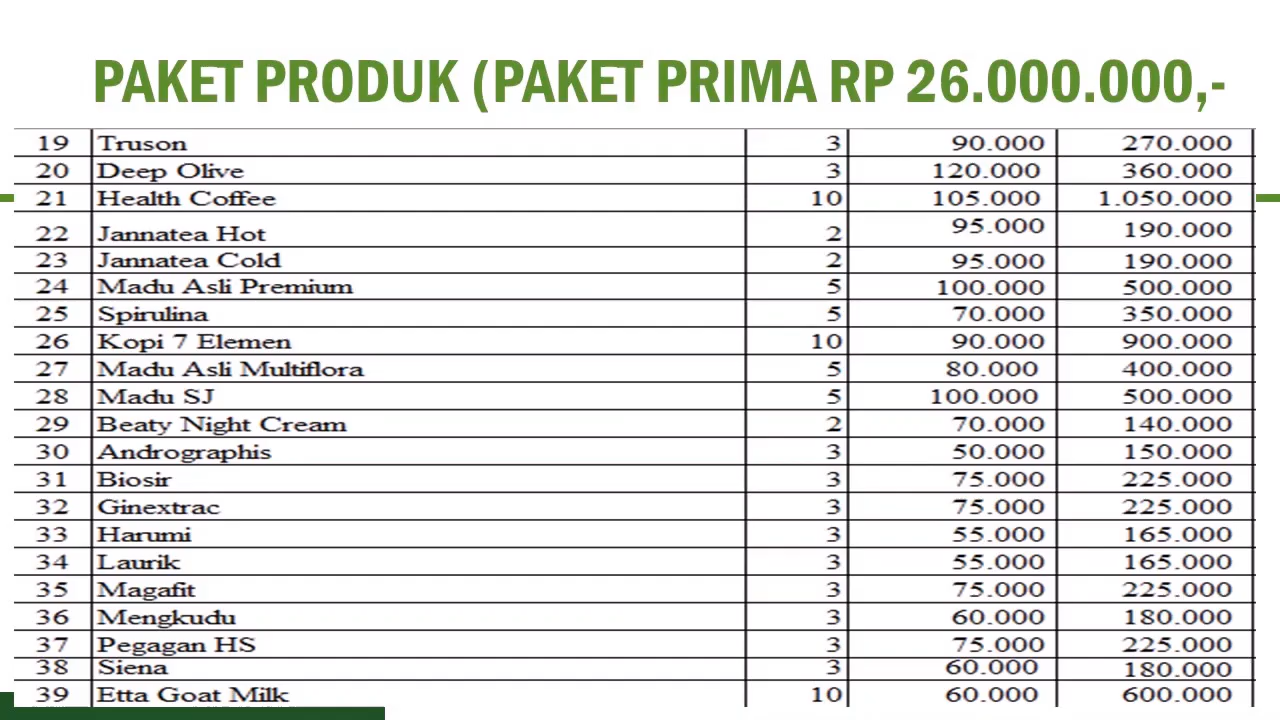 PAKET PRODUK (PAKET PRIMA RP 26.000.000,-
19 Truson 3 90.000 270.000
20 Deep Olive 3 120.000 360.000
21 Health Coffee 10 105.000 1.050.000
22 Jannatea Hot 2 95.000 190.000
23 Jannatea Cold 2 95.000 190.000
24 Madu Asli Premium 5 100.000 500.000
25 Spirulina 5 70.000 350.000
26 Kopi 7 Elemen 10 90.000 900.000
27 Madu Asli Multiflora 5 80.000 400.000
28 Madu SJ 5 100.000 500.000
29 Beaty Night Cream 2 70.000 140.000
30 Andrographis 3 50.000 150.000
31 Biosir 3 75.000 225.000
32 Ginextrac 3 75.000 225.000
33 Harumi 3 55.000 165.000
34 Laurik 3 55.000 165.000
35 Magafit 3 75.000 225.000
36 Mengkudu 3 60.000 180.000
37 Pegagan HS 3 75.000 225.000
38 Siena 3 60.000 180.000
39 Etta Goat Milk 10 60.000 600.000